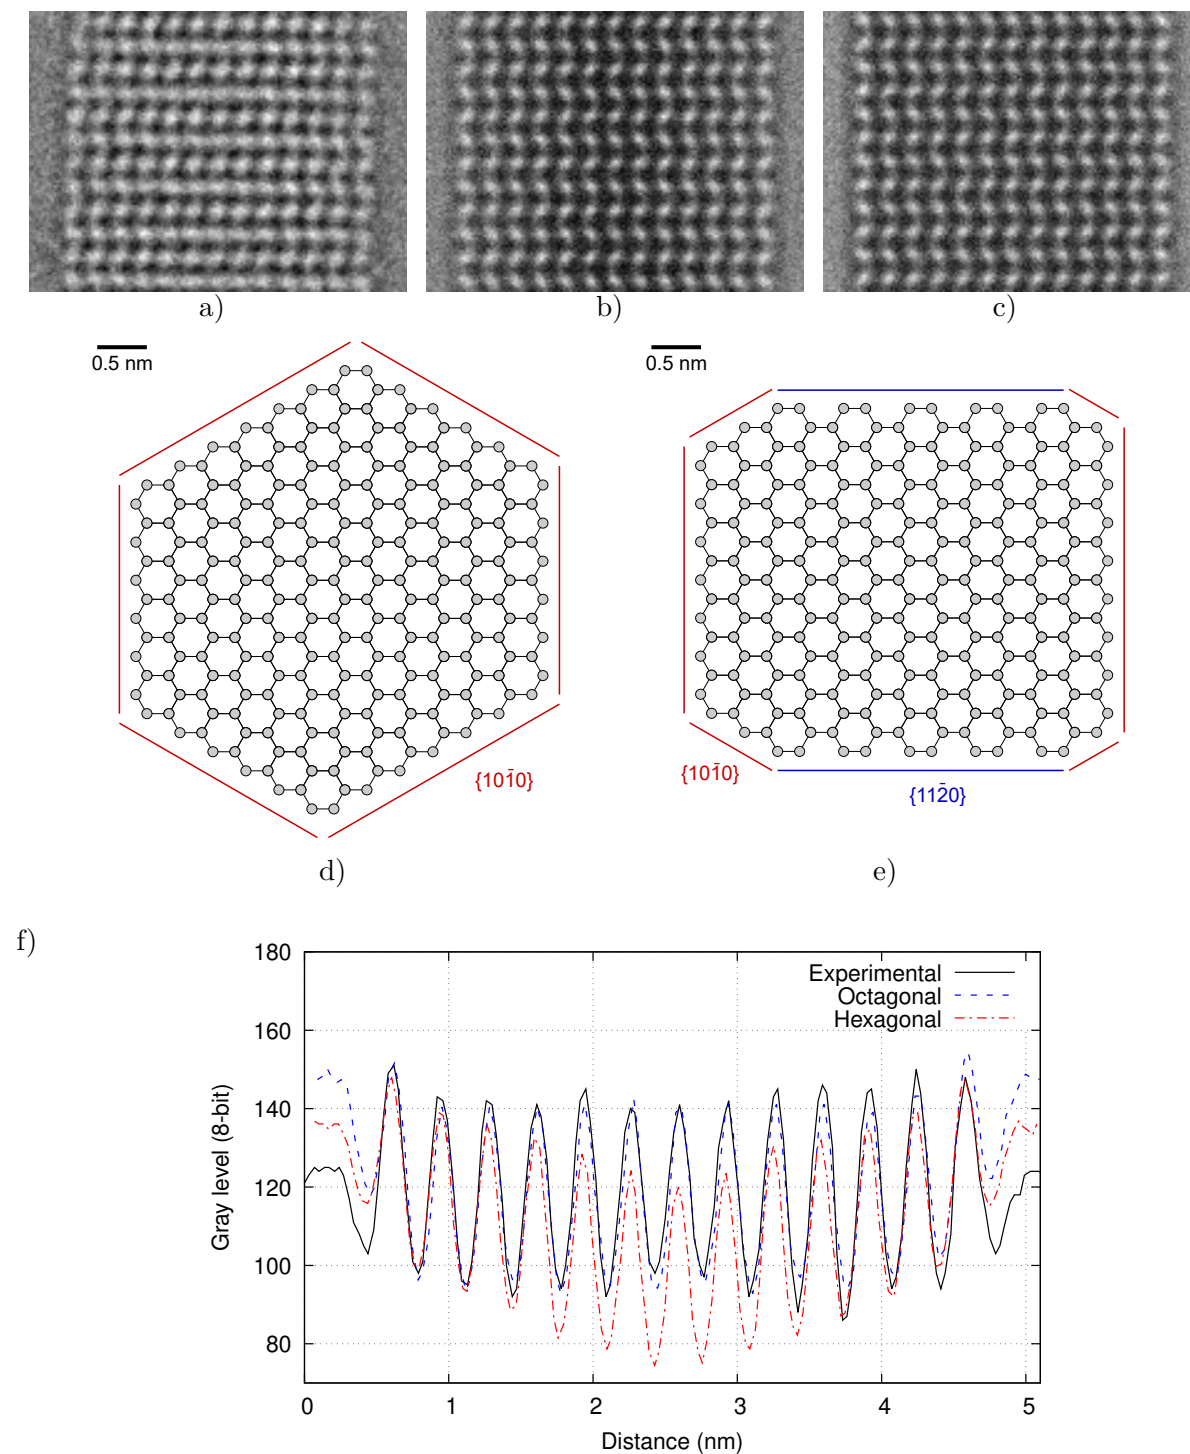 a)
b)
c)
0.5 nm
0.5 nm
{101̄0}
{101̄0}
{112̄0}
d)
e)
f)
180
160
140
120
100
80
Gray level (8-bit)
Experimental
Octagonal
Hexagonal
0 1 2 3 4 5
Distance (nm)